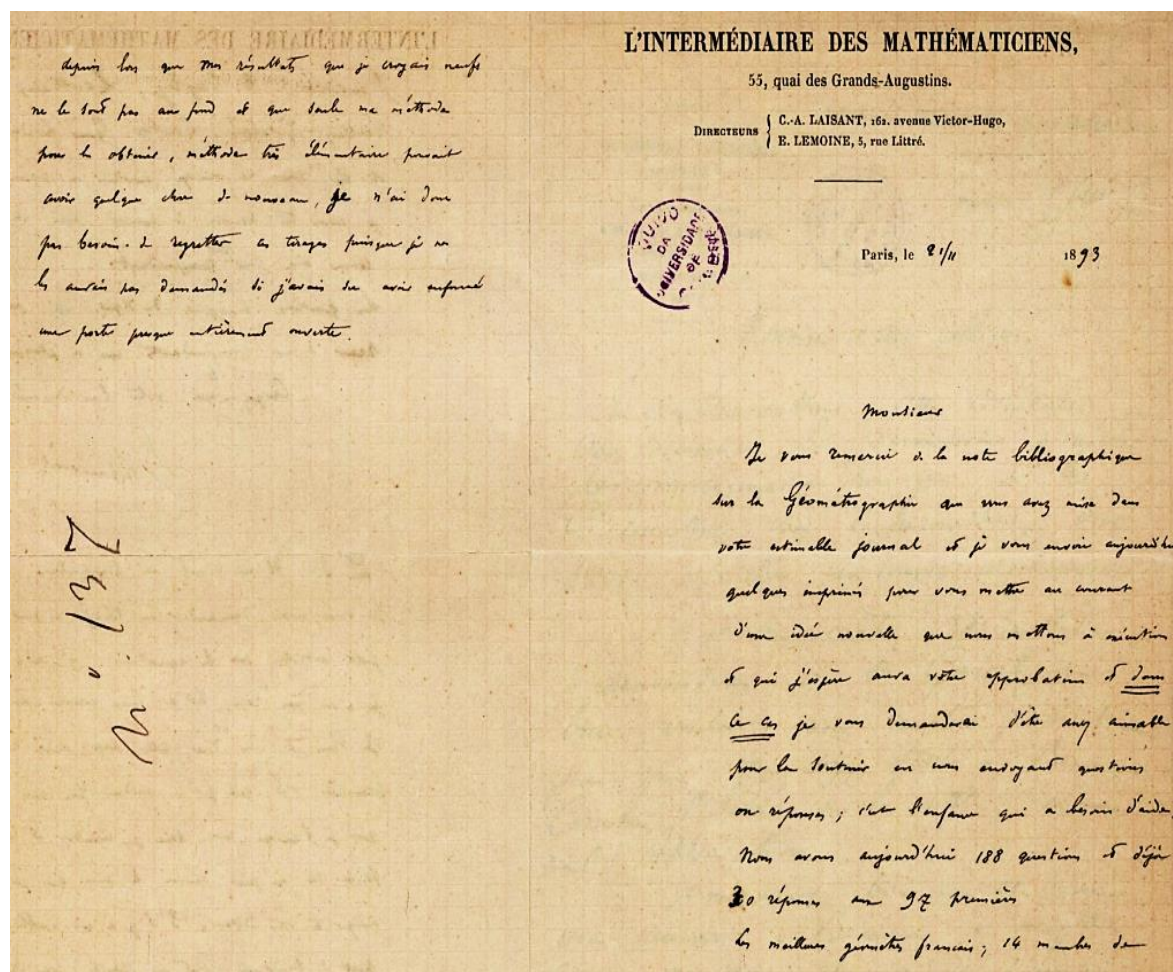 L'INTERMÉDIAIRE DES MATHÉMATICIENS,
55, quai des Grands-Augustins.
DIRECTEURS { C.-A. LAISANT, 162, avenue Victor-Hugo,
E. LEMOINE, 5, rue Littré.
DA
UNIVERSIDADE
DE
Paris, le 21/11 1893
Monsieur
Je vous remercie de la note bibliographique
sur la Géométrographie que vous avez mise dans
votre estimable journal et je vous envoie aujourd'hui
quelques imprimés pour vous mettre au courant
d'une idée nouvelle que nous mettons à exécution
et qui j'espère aura votre approbation et dans
ce cas je vous demanderai d'être assez aimable
pour la soutenir en nous envoyant questions
ou réponses ; c'est l'enfance qui a besoin d'aide,
Nous avons aujourd'hui 188 questions et déjà
30 réponses aux 97 premières
les meilleurs géomètres français ; 14 membres de
depuis lors que mes résultats que je croyais neufs
ne le sont pas au fond et que seule ma méthode
pour les obtenir, méthode très élémentaire pouvait
avoir quelque chose de nouveau, je n'ai donc
pas besoin de regretter ces tirages puisque je ne
les aurais pas demandés si j'avais su avoir enfoncé
une porte presque entièrement ouverte.
N.º 137